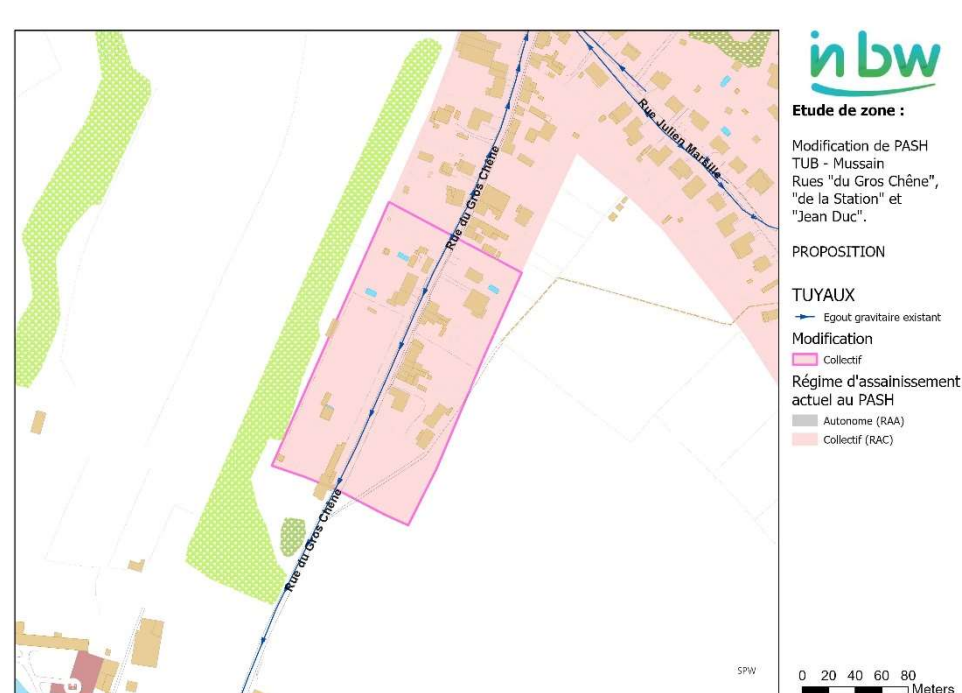 in bw
Etude de zone :
Modification de PASH
TUB - Mussain
Rues "du Gros Chêne",
"de la Station" et
"Jean Duc".
PROPOSITION
TUYAUX
Egout gravitaire existant
Modification
Collectif
Régime d'assainissement
actuel au PASH
Autonome (RAA)
Collectif (RAC)
0 20 40 60 80
Meters
Rue du Gros Chêne
Rue Julien
Rue du Gros Chêne
SPW